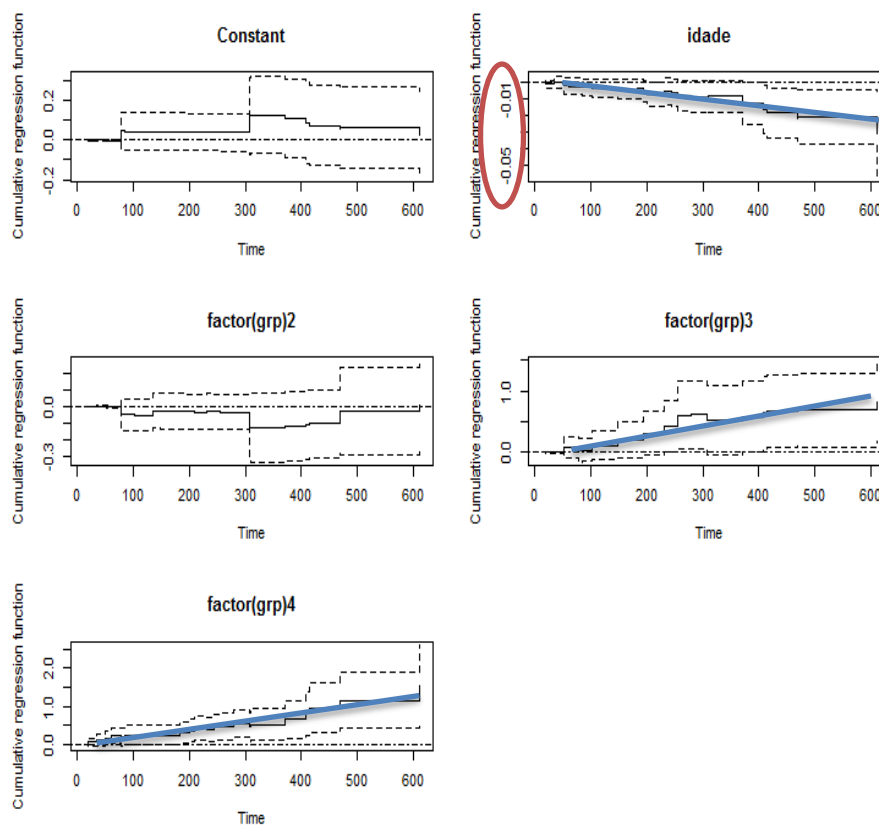 Constant
Cumulative regression function
0.2
0.0
-0.2
0 100 200 300 400 500 600
Time
idade
Cumulative regression function
-0.01
-0.05
0 100 200 300 400 500 600
Time
factor(grp)2
Cumulative regression function
0.0
-0.3
0 100 200 300 400 500 600
Time
factor(grp)3
Cumulative regression function
1.0
0.0
0 100 200 300 400 500 600
Time
factor(grp)4
Cumulative regression function
2.0
1.0
0.0
0 100 200 300 400 500 600
Time